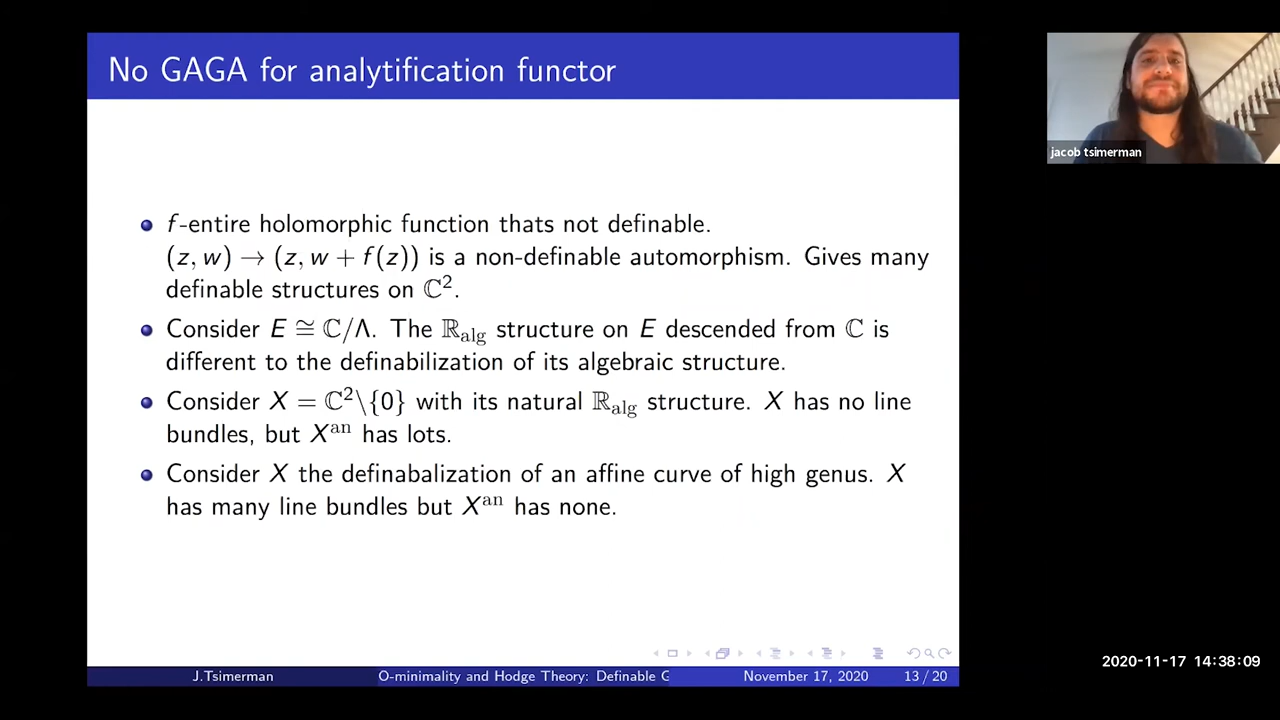 No GAGA for analytification functor
f-entire holomorphic function thats not definable.
(z, w) → (z, w + f(z)) is a non-definable automorphism. Gives many
definable structures on ℂ².
Consider E ≅ ℂ/Λ. The ℝ_alg structure on E descended from ℂ is
different to the definabilization of its algebraic structure.
Consider X = ℂ²\{0} with its natural ℝ_alg structure. X has no line
bundles, but X^an has lots.
Consider X the definabalization of an affine curve of high genus. X
has many line bundles but X^an has none.
J.Tsimerman
O-minimality and Hodge Theory: Definable G
November 17, 2020
13 / 20
jacob tsimerman
2020-11-17 14:38:09